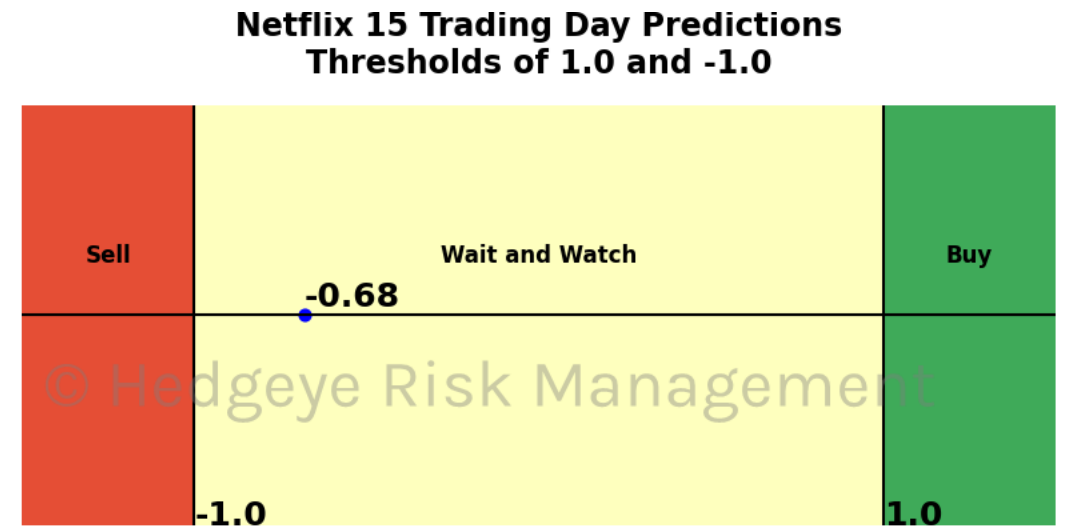 Netflix 15 Trading Day Predictions
Thresholds of 1.0 and -1.0
Sell
Wait and Watch
Buy
-0.68
© Hedgeye Risk Management
-1.0
1.0